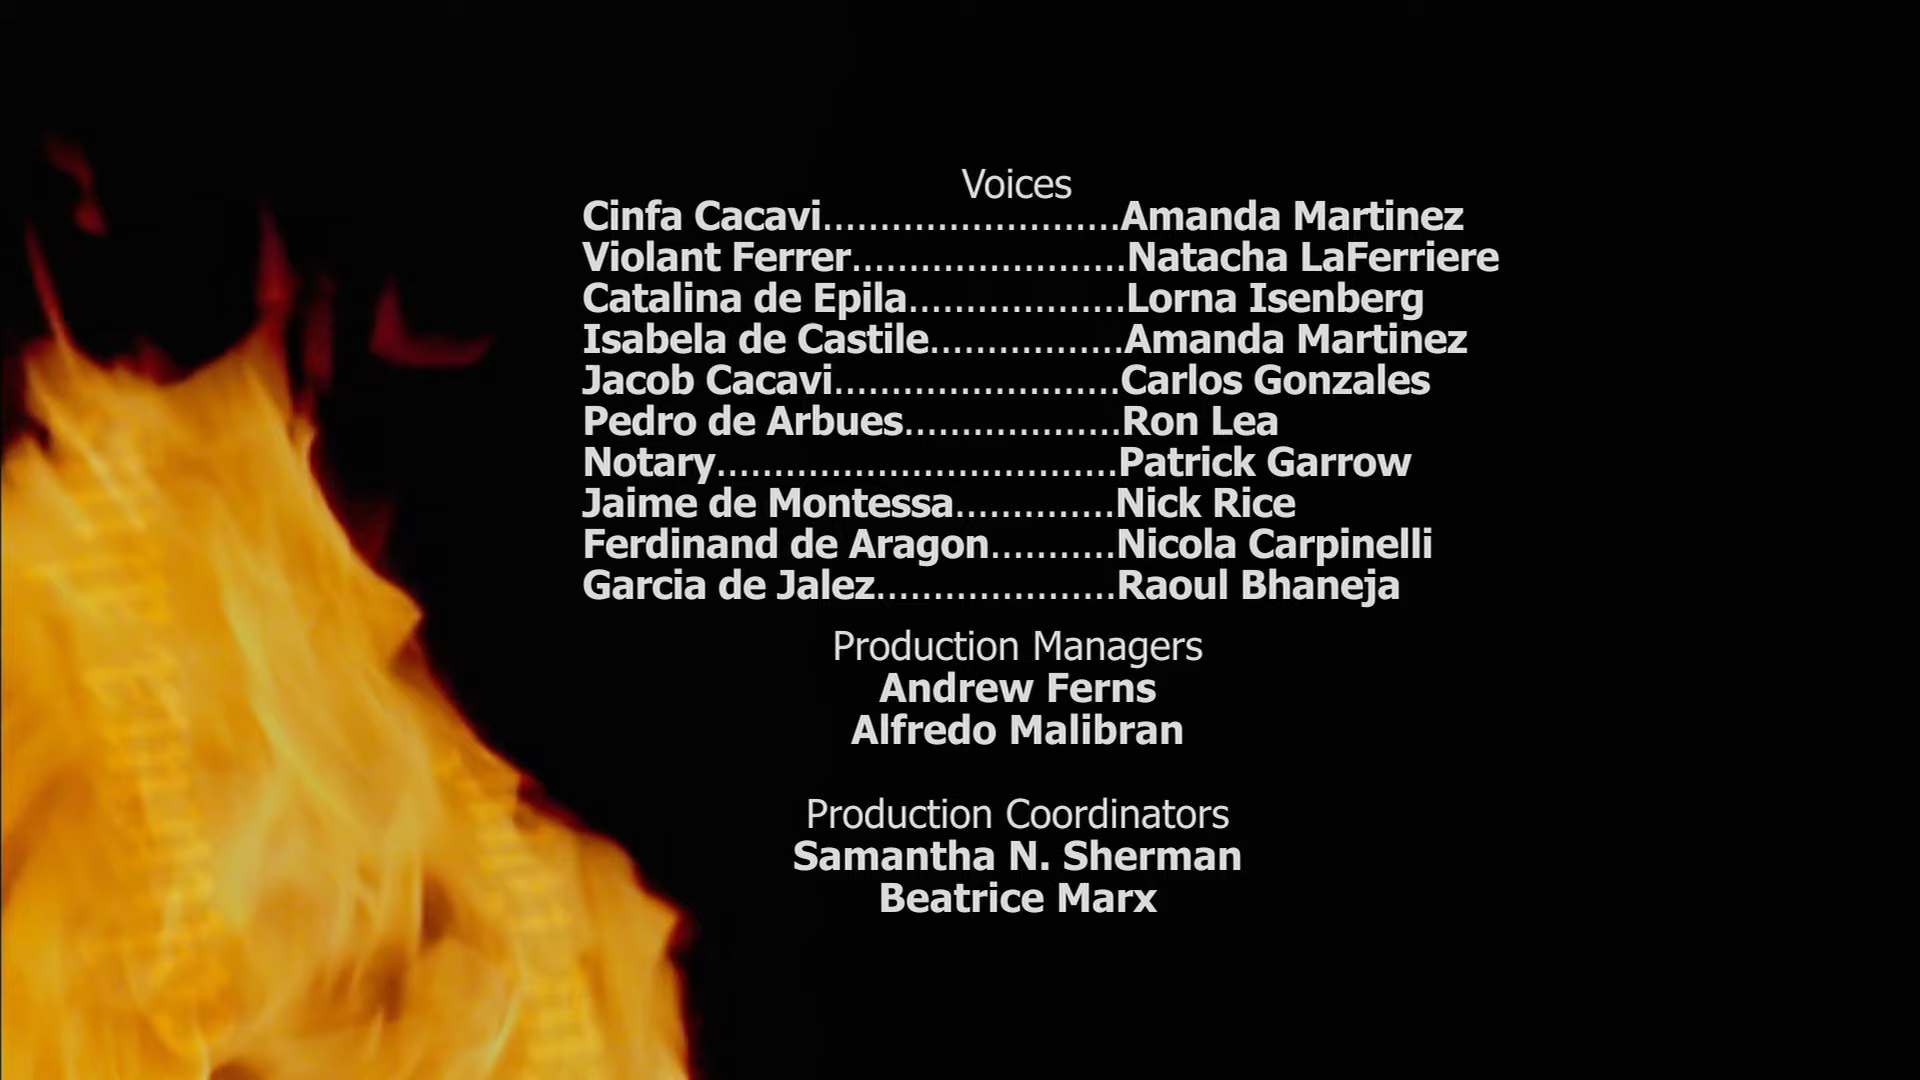 Voices
Cinfa Cacavi..........................Amanda Martinez
Violant Ferrer........................Natacha LaFerriere
Catalina de Epila...................Lorna Isenberg
Isabela de Castile.................Amanda Martinez
Jacob Cacavi.........................Carlos Gonzales
Pedro de Arbues...................Ron Lea
Notary...................................Patrick Garrow
Jaime de Montessa..............Nick Rice
Ferdinand de Aragon...........Nicola Carpinelli
Garcia de Jalez.....................Raoul Bhaneja
Production Managers
Andrew Ferns
Alfredo Malibran
Production Coordinators
Samantha N. Sherman
Beatrice Marx